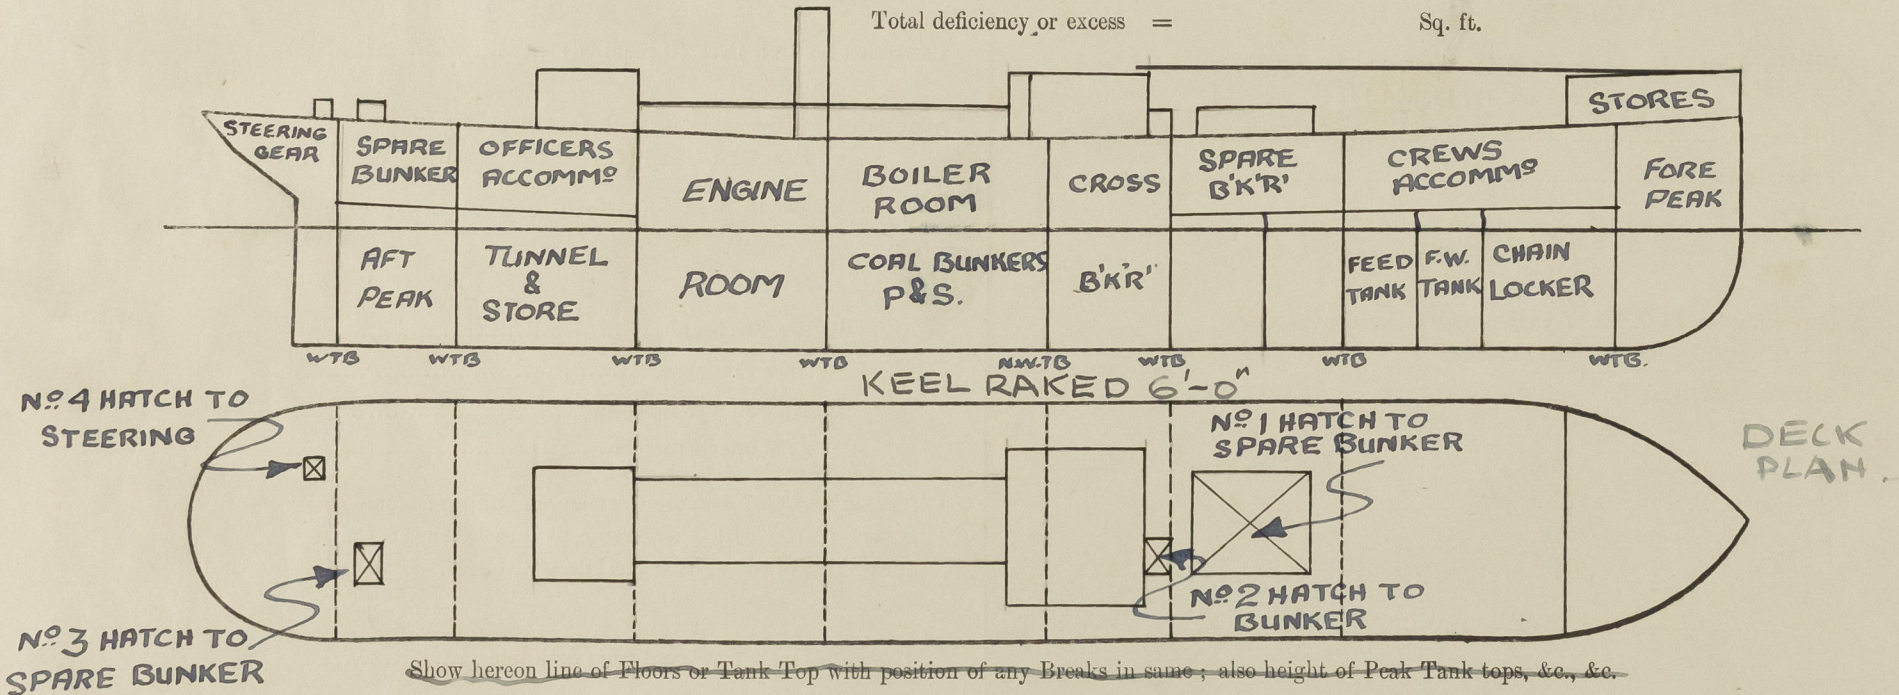 Total deficiency or excess = Sq. ft.
STORES
STEERING
GEAR
SPARE
BUNKER
OFFICERS
ACCOMMº
ENGINE
ROOM
BOILER
ROOM
CROSS
B'K'R'
SPARE
B'K'R'
CREWS
ACCOMMº
FORE
PEAK
AFT
PEAK
TUNNEL
&
STORE
COAL BUNKERS
P&S.
FEED
TANK
F.W.
TANK
CHAIN
LOCKER
WTB WTB WTB WTB N.W.TB WTB WTB WTB.
KEEL RAKED 6'-0"
Nº 4 HATCH TO
STEERING
Nº 1 HATCH TO
SPARE BUNKER
DECK
PLAN.
Nº 2 HATCH TO
BUNKER
Nº 3 HATCH TO
SPARE BUNKER
Show hereon line of Floors or Tank Top with position of any Breaks in same ; also height of Peak Tank tops, &c., &c.